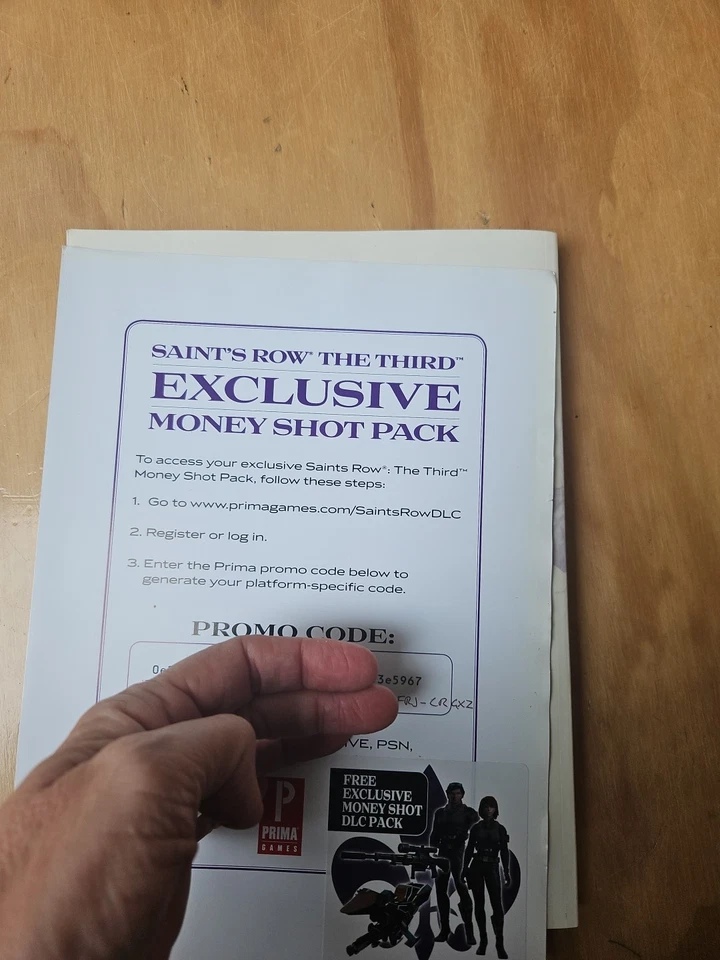 SAINT'S ROW® THE THIRD™
EXCLUSIVE
MONEY SHOT PACK
To access your exclusive Saints Row®: The Third™
Money Shot Pack, follow these steps:
1. Go to www.primagames.com/SaintsRowDLC
2. Register or log in.
3. Enter the Prima promo code below to
generate your platform-specific code.
PROMO CODE:
3e5967
PSN,
P
PRIMA
GAMES
FREE
EXCLUSIVE
MONEY SHOT
DLC PACK